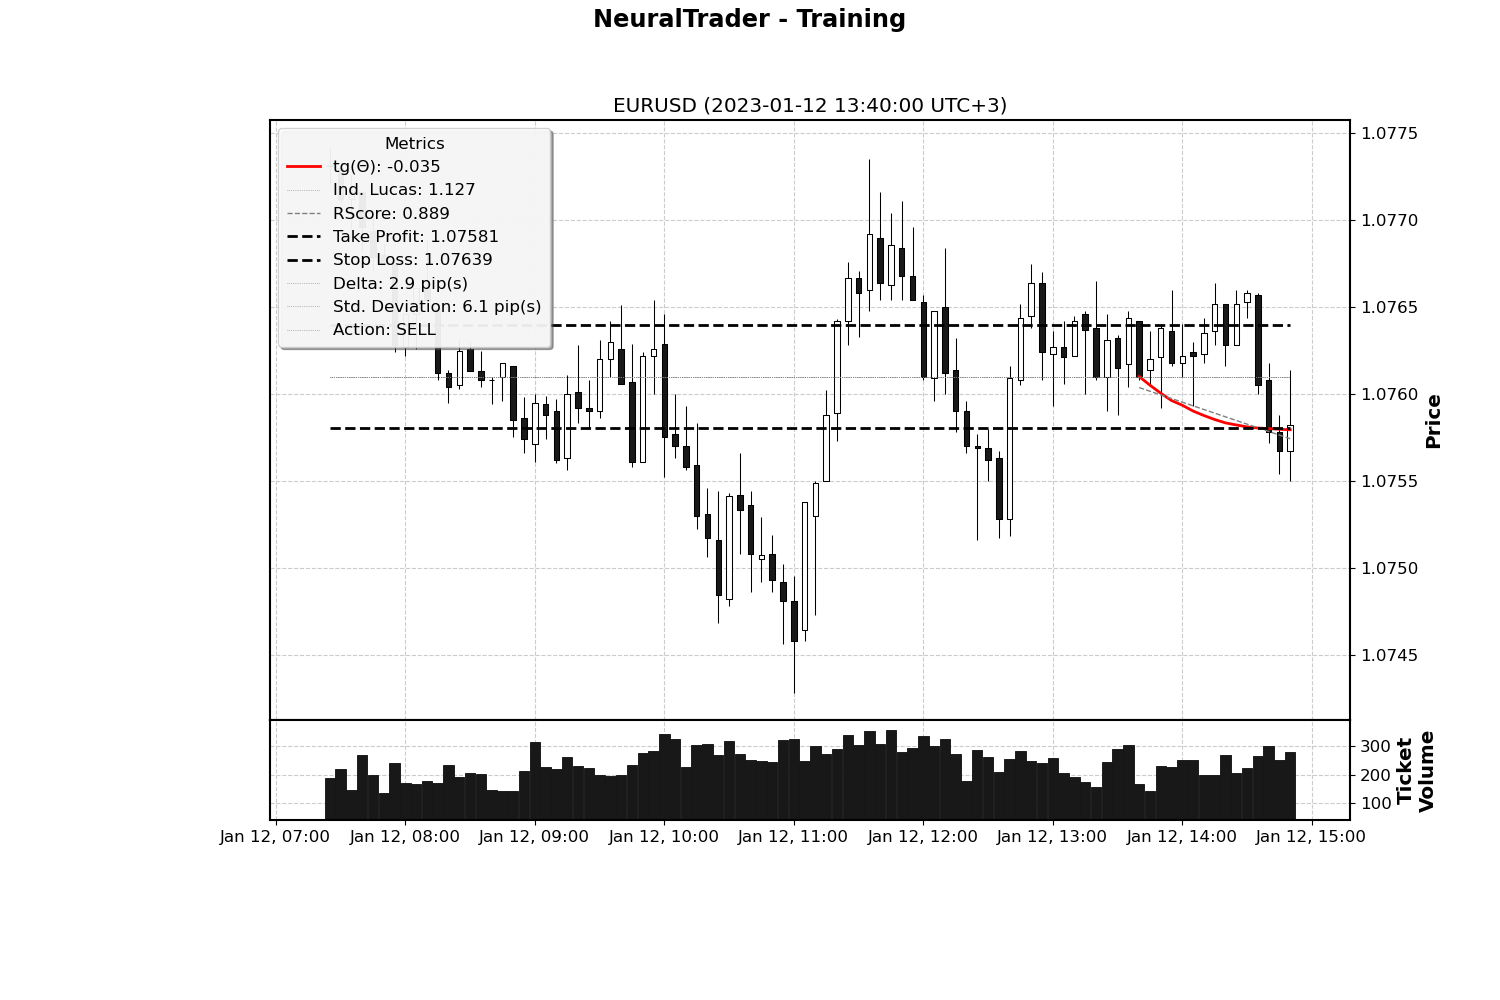 NeuralTrader - Training
EURUSD (2023-01-12 13:40:00 UTC+3)
Metrics
tg(Θ): -0.035
Ind. Lucas: 1.127
RScore: 0.889
Take Profit: 1.07581
Stop Loss: 1.07639
Delta: 2.9 pip(s)
Std. Deviation: 6.1 pip(s)
Action: SELL
1.0775
1.0770
1.0765
1.0760
1.0755
1.0750
1.0745
Price
300
200
100
Ticket
Volume
Jan 12, 07:00
Jan 12, 08:00
Jan 12, 09:00
Jan 12, 10:00
Jan 12, 11:00
Jan 12, 12:00
Jan 12, 13:00
Jan 12, 14:00
Jan 12, 15:00